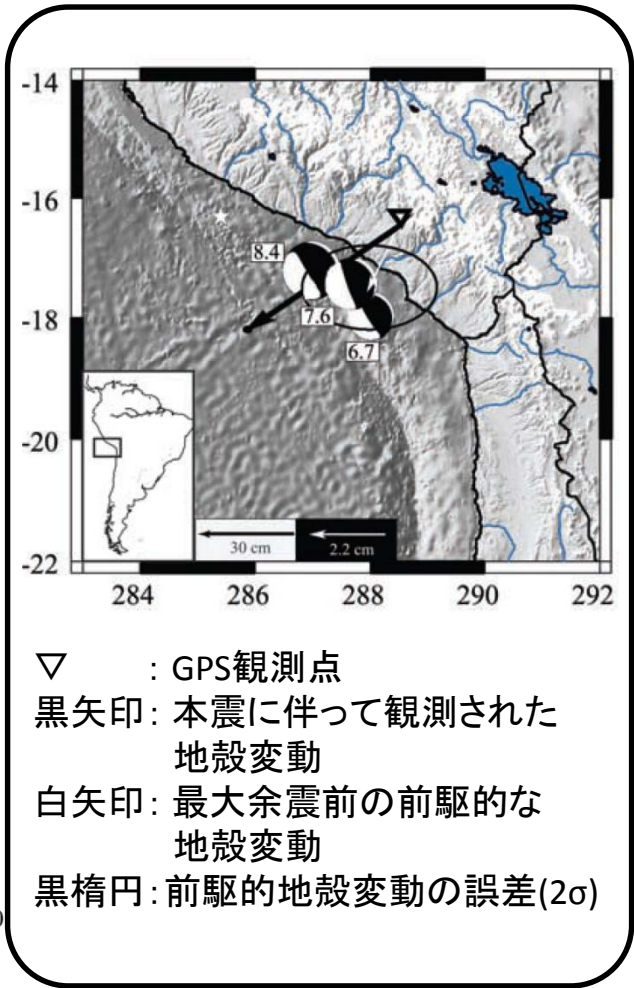 -14
-16
-18
-20
-22
8.4
7.6
6.7
30 cm
2.2 cm
284
286
288
290
292
▽　　: GPS観測点
黒矢印: 本震に伴って観測された
地殻変動
白矢印: 最大余震前の前駆的な
地殻変動
黒楕円: 前駆的地殻変動の誤差(2σ)
)